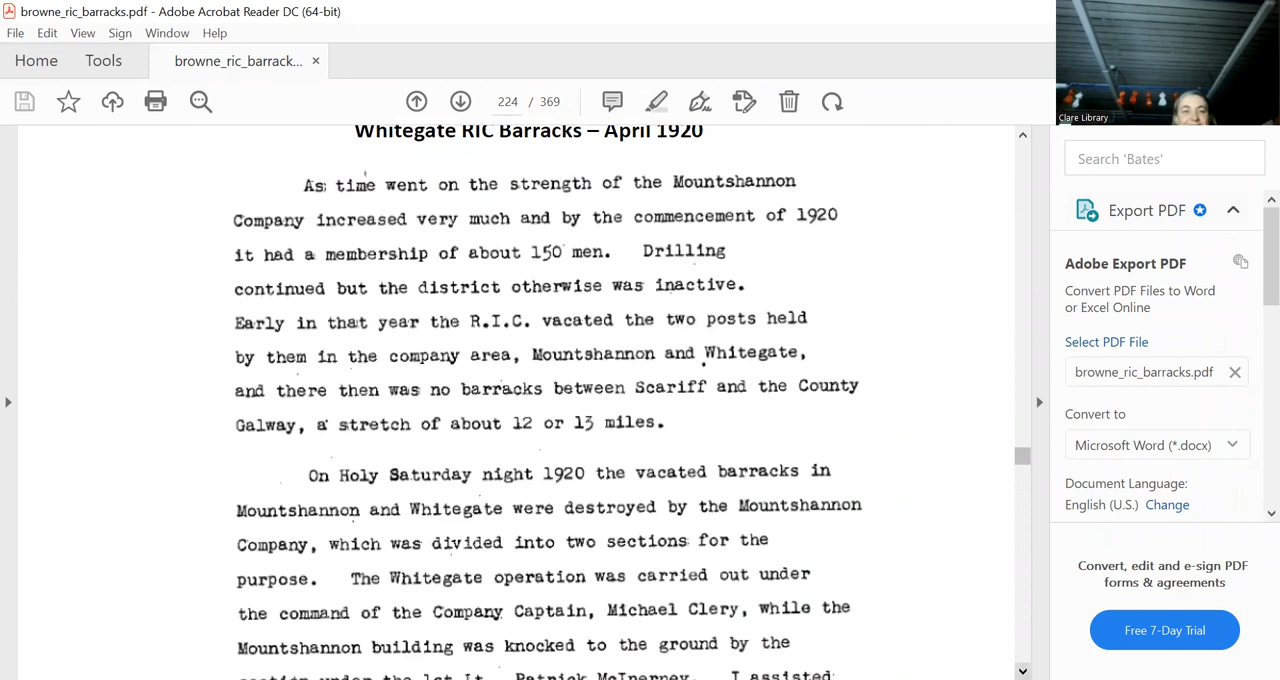 browne_ric_barracks.pdf - Adobe Acrobat Reader DC (64-bit)
File Edit View Sign Window Help
Home Tools browne_ric_barrack... ×
224 / 369
Clare Library
Whitegate RIC Barracks – April 1920
As time went on the strength of the Mountshannon
Company increased very much and by the commencement of 1920
it had a membership of about 150 men. Drilling
continued but the district otherwise was inactive.
Early in that year the R.I.C. vacated the two posts held
by them in the company area, Mountshannon and Whitegate,
and there then was no barracks between Scariff and the County
Galway, a stretch of about 12 or 13 miles.
On Holy Saturday night 1920 the vacated barracks in
Mountshannon and Whitegate were destroyed by the Mountshannon
Company, which was divided into two sections for the
purpose. The Whitegate operation was carried out under
the command of the Company Captain, Michael Clery, while the
Mountshannon building was knocked to the ground by the
section under the 1st Lt. Patrick McInerney. I assisted
Search 'Bates'
Export PDF
Adobe Export PDF
Convert PDF Files to Word
or Excel Online
Select PDF File
browne_ric_barracks.pdf
Convert to
Microsoft Word (*.docx)
Document Language:
English (U.S.) Change
Convert, edit and e-sign PDF
forms & agreements
Free 7-Day Trial